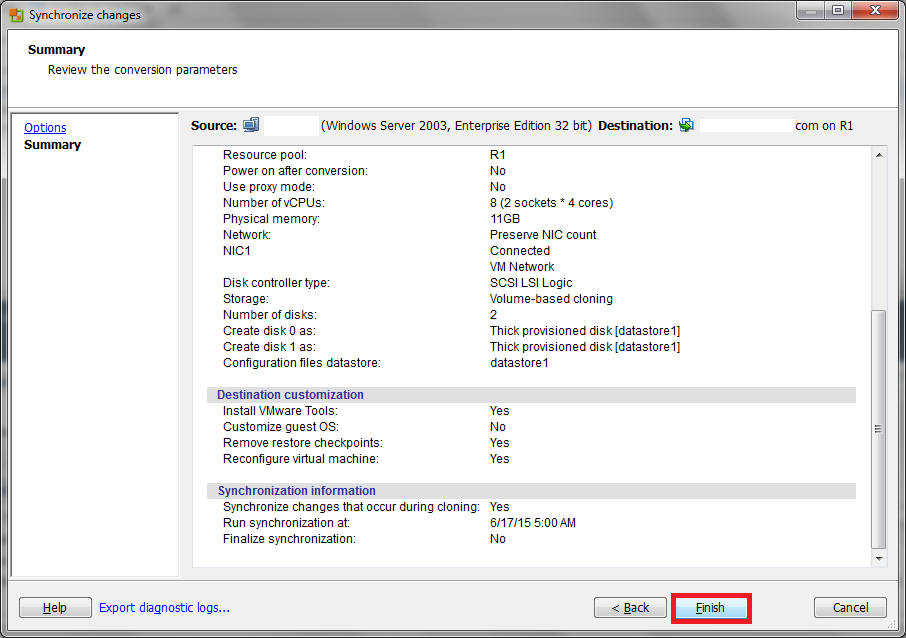 Synchronize changes
Summary
Review the conversion parameters
Options
Summary
Source: (Windows Server 2003, Enterprise Edition 32 bit) Destination: com on R1
Resource pool: R1
Power on after conversion: No
Use proxy mode: No
Number of vCPUs: 8 (2 sockets * 4 cores)
Physical memory: 11GB
Network: Preserve NIC count
NIC1 Connected
VM Network
Disk controller type: SCSI LSI Logic
Storage: Volume-based cloning
Number of disks: 2
Create disk 0 as: Thick provisioned disk [datastore1]
Create disk 1 as: Thick provisioned disk [datastore1]
Configuration files datastore: datastore1
Destination customization
Install VMware Tools: Yes
Customize guest OS: No
Remove restore checkpoints: Yes
Reconfigure virtual machine: Yes
Synchronization information
Synchronize changes that occur during cloning: Yes
Run synchronization at: 6/17/15 5:00 AM
Finalize synchronization: No
Help Export diagnostic logs... < Back Finish Cancel